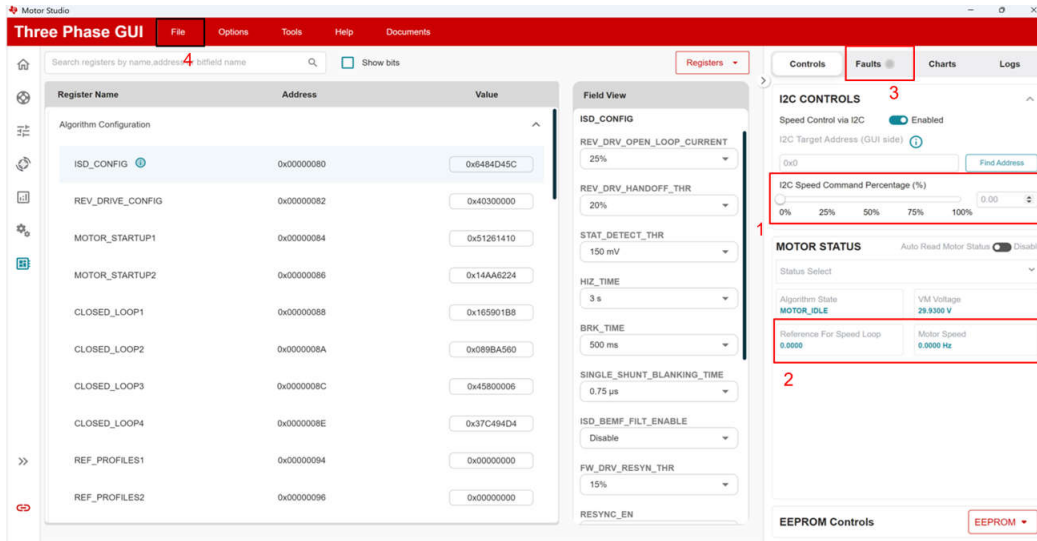 Motor Studio
Three Phase GUI File Options Tools Help Documents
4
Search registers by name,address bitfield name Show bits Registers
Register Name Address Value
Algorithm Configuration
ISD_CONFIG 0x00000080 0x6484D45C
REV_DRIVE_CONFIG 0x00000082 0x40300000
MOTOR_STARTUP1 0x00000084 0x51261410
MOTOR_STARTUP2 0x00000086 0x14AA6224
CLOSED_LOOP1 0x00000088 0x165901B8
CLOSED_LOOP2 0x0000008A 0x089BA560
CLOSED_LOOP3 0x0000008C 0x45800006
CLOSED_LOOP4 0x0000008E 0x37C494D4
REF_PROFILES1 0x00000094 0x00000000
REF_PROFILES2 0x00000096 0x00000000
Field View
ISD_CONFIG
REV_DRV_OPEN_LOOP_CURRENT
25%
REV_DRV_HANDOFF_THR
20%
STAT_DETECT_THR
150 mV
HIZ_TIME
3 s
BRK_TIME
500 ms
SINGLE_SHUNT_BLANKING_TIME
0.75 µs
ISD_BEMF_FILT_ENABLE
Disable
FW_DRV_RESYN_THR
15%
RESYNC_EN
Controls Faults Charts Logs
3
I2C CONTROLS
Speed Control via I2C Enabled
I2C Target Address (GUI side)
0x0 Find Address
I2C Speed Command Percentage (%)
0.00
0% 25% 50% 75% 100%
1
MOTOR STATUS Auto Read Motor Status Disabl
Status Select
Algorithm State VM Voltage
MOTOR_IDLE 29.9300 V
Reference For Speed Loop Motor Speed
0.0000 0.0000 Hz
2
EEPROM Controls EEPROM